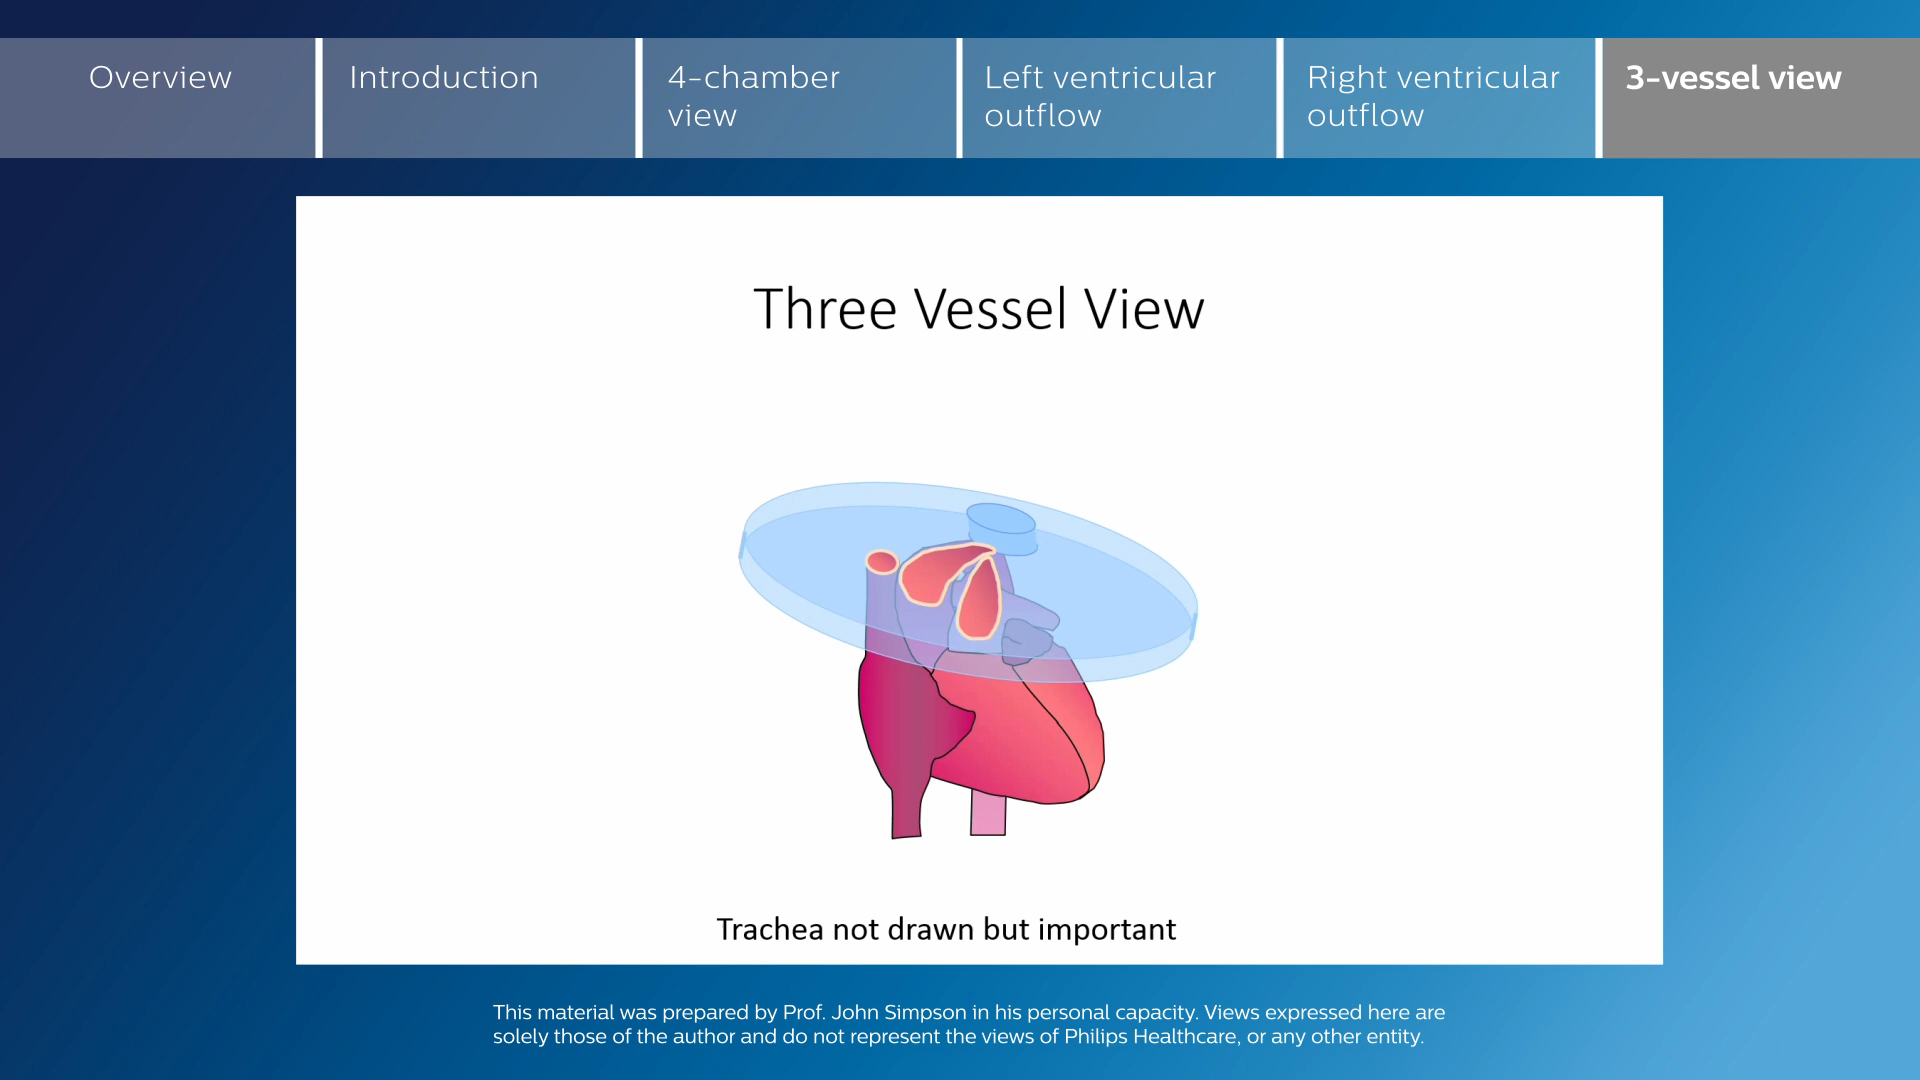 Overview
Introduction
4-chamber
view
Left ventricular
outflow
Right ventricular
outflow
3-vessel view
Three Vessel View
Trachea not drawn but important
This material was prepared by Prof. John Simpson in his personal capacity. Views expressed here are
solely those of the author and do not represent the views of Philips Healthcare, or any other entity.